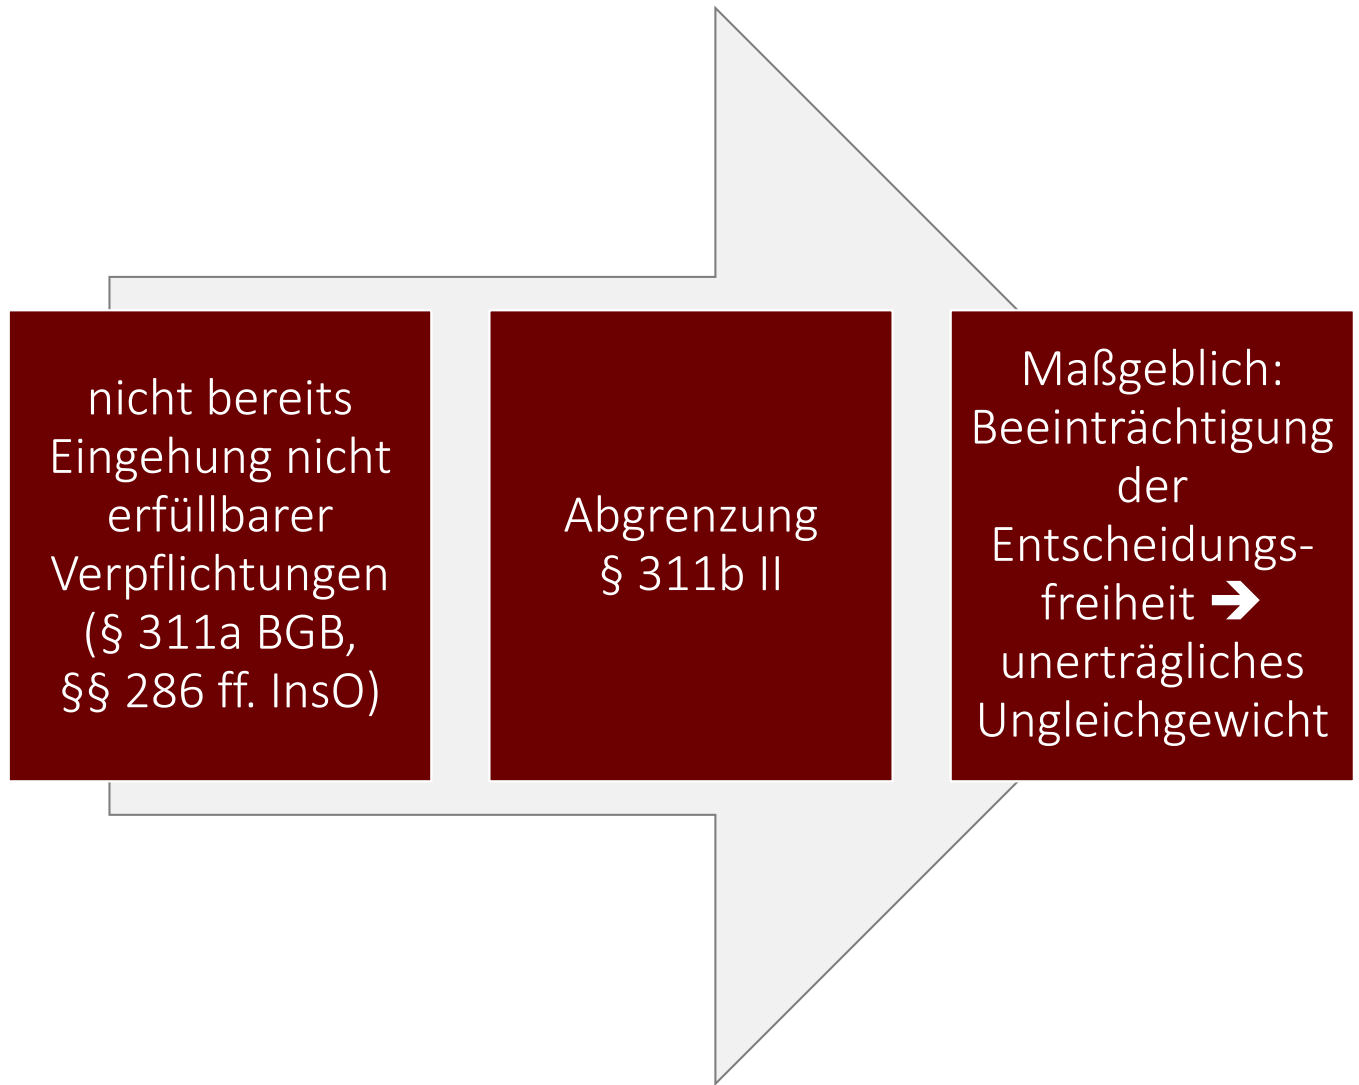 nicht bereits
Eingehung nicht
erfüllbarer
Verpflichtungen
(§ 311a BGB,
§§ 286 ff. InsO)
Abgrenzung
§ 311b II
Maßgeblich:
Beeinträchtigung
der
Entscheidungs-
freiheit ➔
unerträgliches
Ungleichgewicht